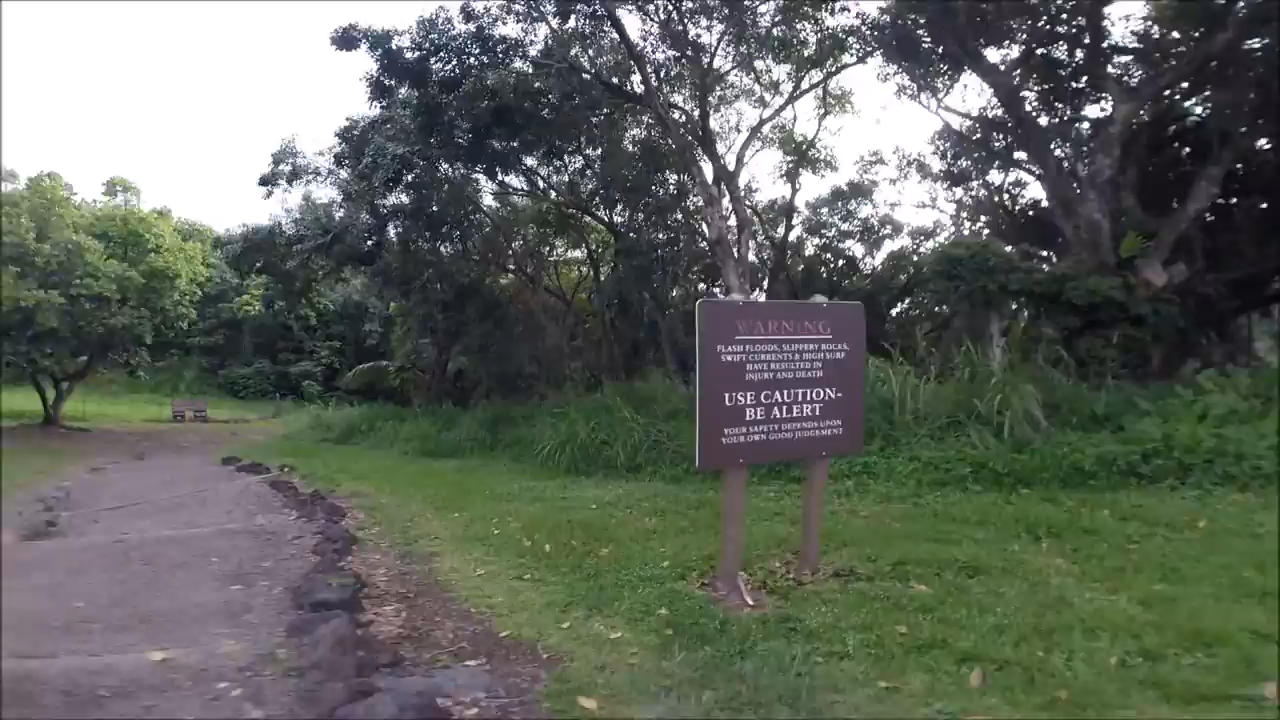 WARNING
FLASH FLOODS, SLIPPERY ROCKS,
SWIFT CURRENTS & HIGH SURF
HAVE RESULTED IN
INJURY AND DEATH
USE CAUTION-
BE ALERT
YOUR SAFETY DEPENDS UPON
YOUR OWN GOOD JUDGEMENT